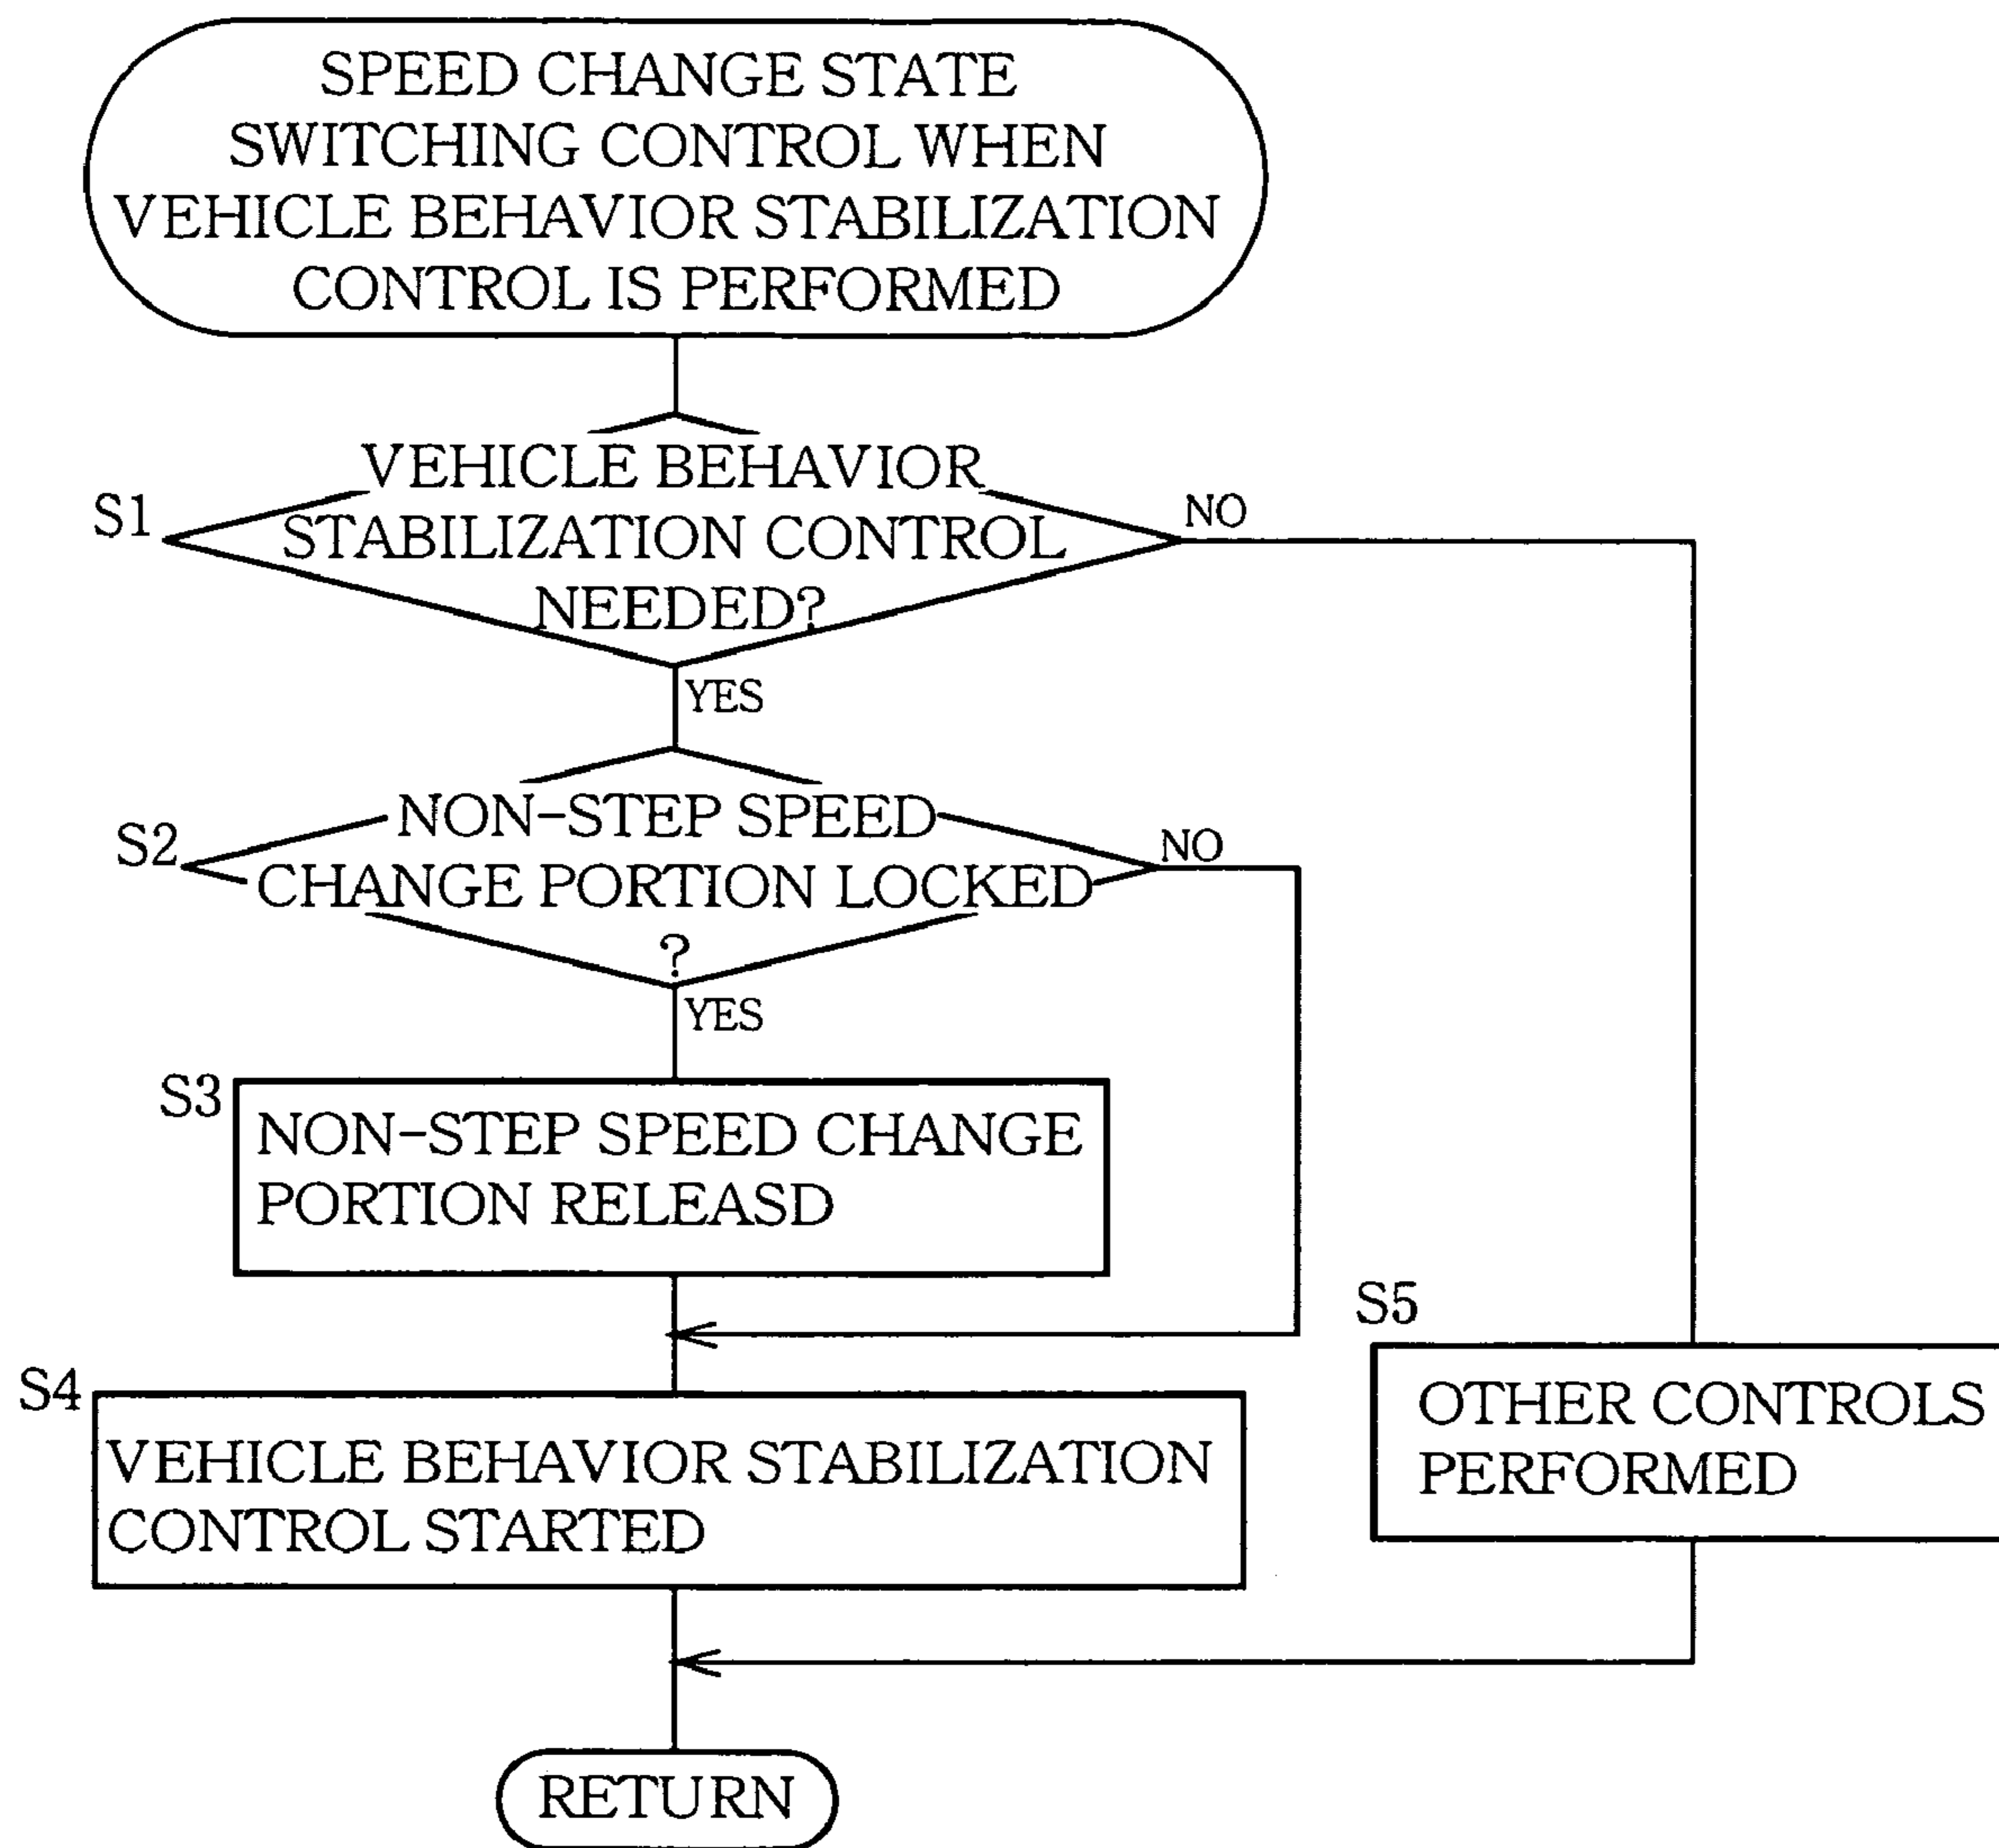 SPEED CHANGE STATE
SWITCHING CONTROL WHEN
VEHICLE BEHAVIOR STABILIZATION
CONTROL IS PERFORMED
S1
VEHICLE BEHAVIOR
STABILIZATION CONTROL
NEEDED?
NO
YES
S2
NON-STEP SPEED
CHANGE PORTION LOCKED
?
NO
YES
S3
NON-STEP SPEED CHANGE
PORTION RELEASD
S5
OTHER CONTROLS
PERFORMED
S4
VEHICLE BEHAVIOR STABILIZATION
CONTROL STARTED
RETURN